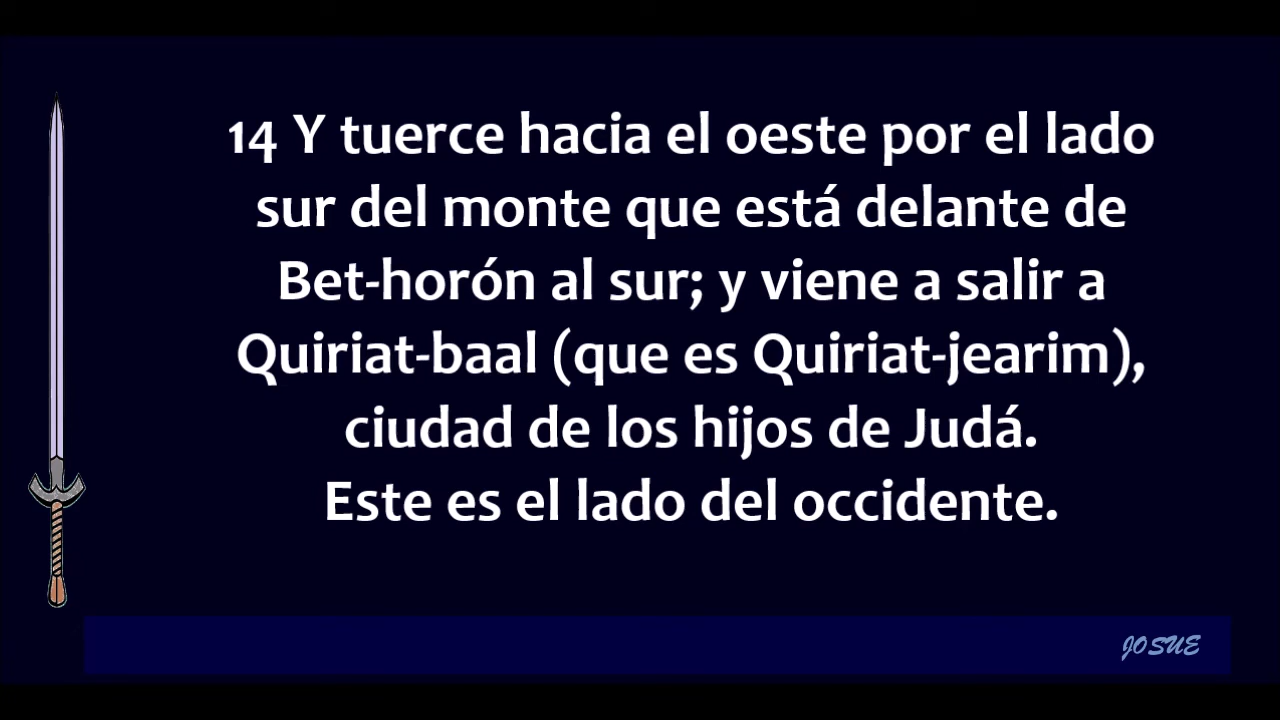 14 Y tuerce hacia el oeste por el lado
sur del monte que está delante de
Bet-horón al sur; y viene a salir a
Quiriat-baal (que es Quiriat-jearim),
ciudad de los hijos de Judá.
Este es el lado del occidente.
JOSUE